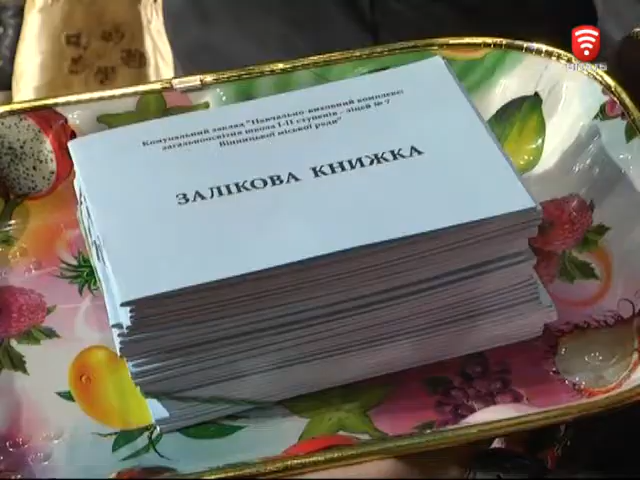 Комунальний заклад "Навчально-виховний комплекс:
загальноосвітня школа І-ІІ ступенів - ліцей № 7
Вінницької міської ради"
ЗАЛІКОВА КНИЖКА